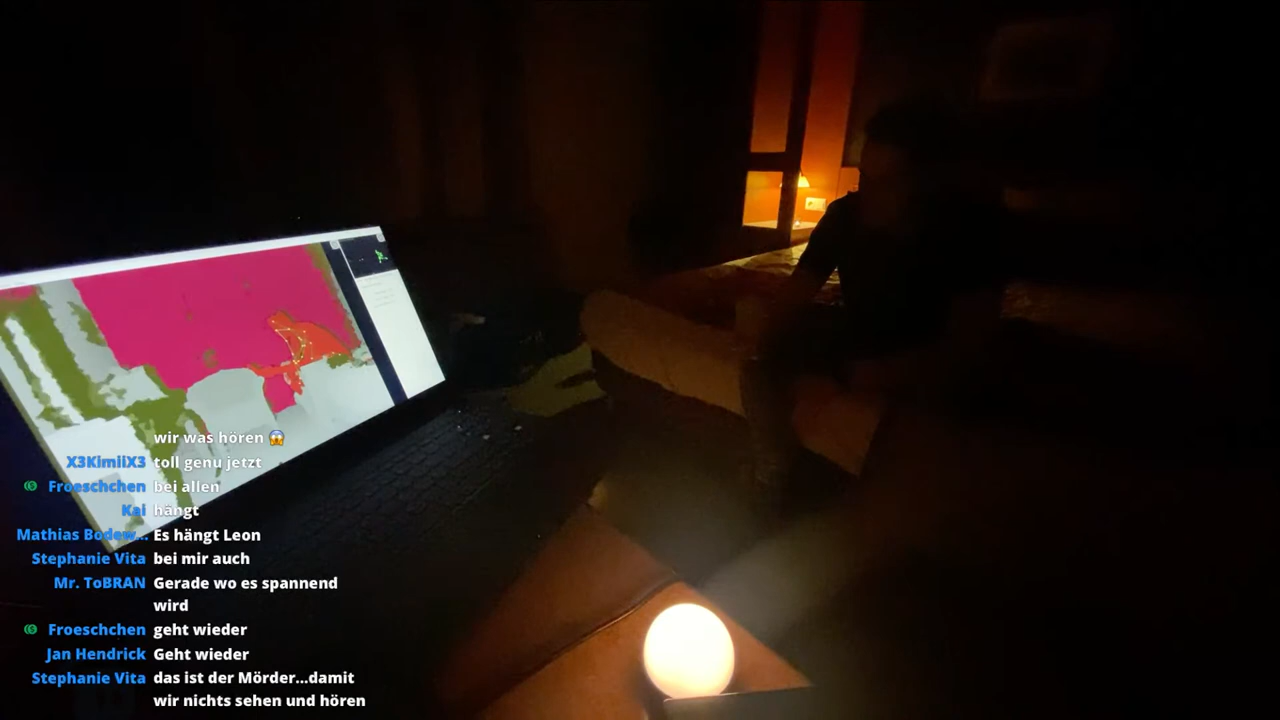 wir was hören 😱
X3KimiiX3 toll genu jetzt
Froeschchen bei allen
Kai hängt
Mathias Bodew... Es hängt Leon
Stephanie Vita bei mir auch
Mr. ToBRAN Gerade wo es spannend
wird
Froeschchen geht wieder
Jan Hendrick Geht wieder
Stephanie Vita das ist der Mörder...damit
wir nichts sehen und hören